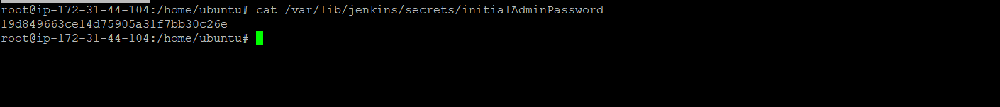 root@ip-172-31-44-104:/home/ubuntu# cat /var/lib/jenkins/secrets/initialAdminPassword
19d849663ce14d75905a31f7bb30c26e
root@ip-172-31-44-104:/home/ubuntu#